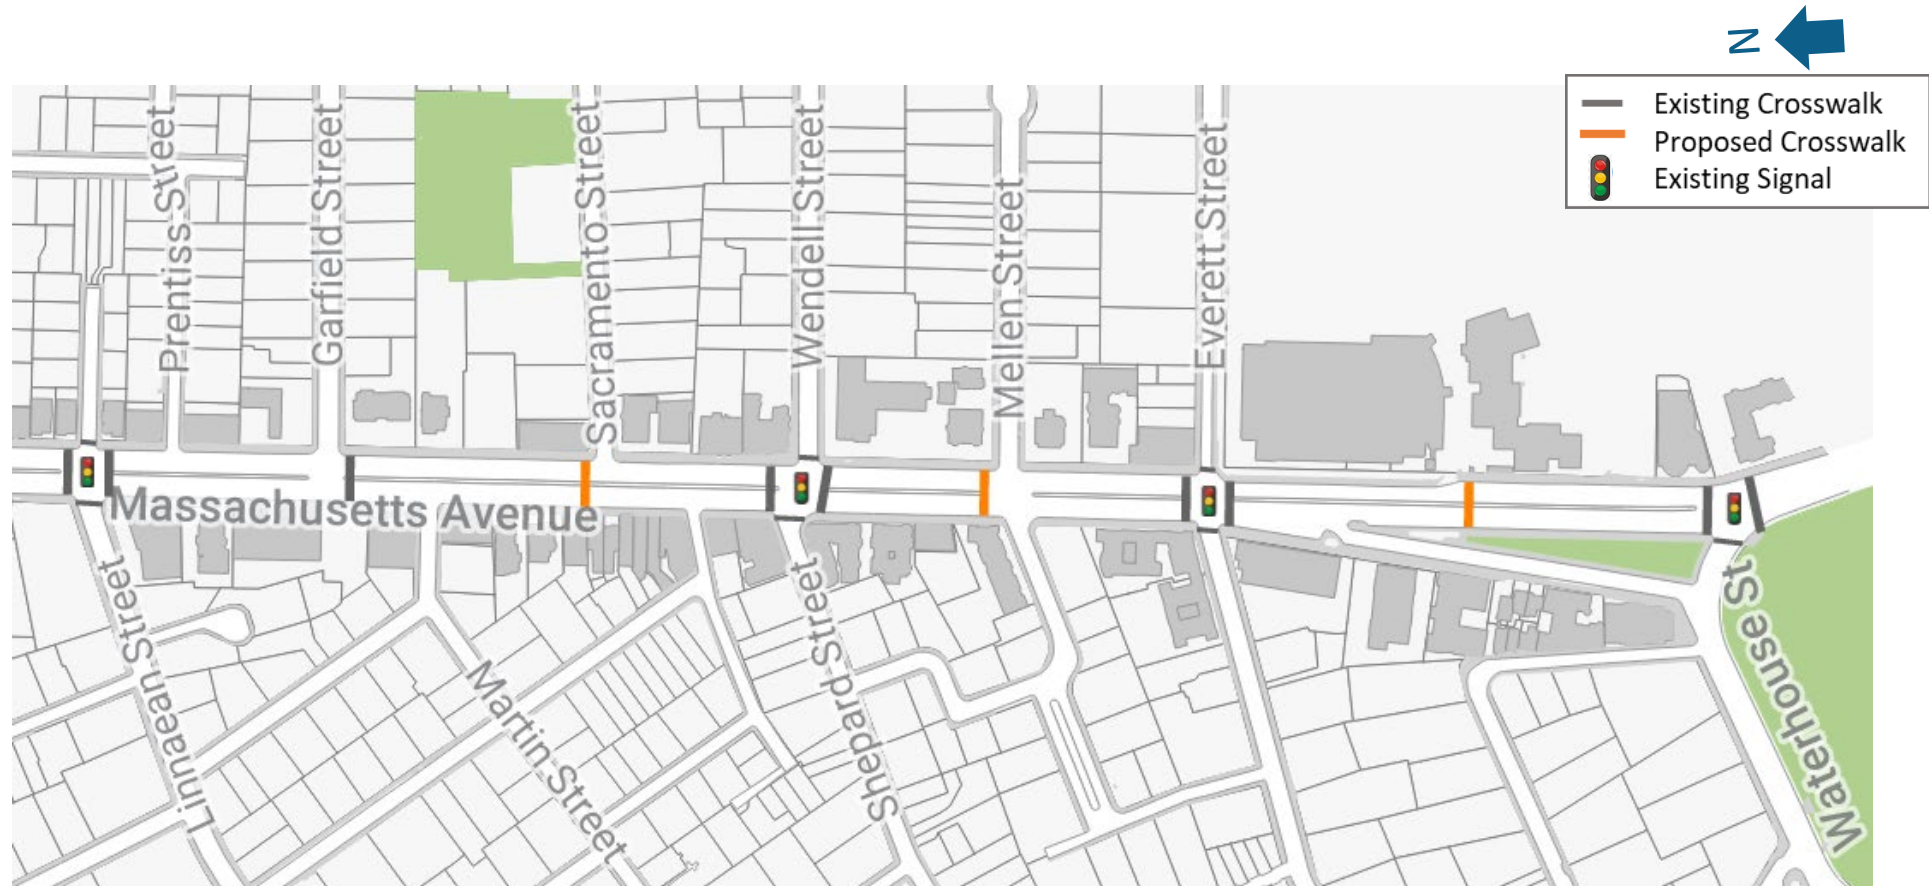 N
Existing Crosswalk
Proposed Crosswalk
Existing Signal
Prentiss Street
Garfield Street
Sacramento Street
Wendell Street
Mellen Street
Everett Street
Massachusetts Avenue
Linnaean Street
Martin Street
Shepard Street
Waterhouse St